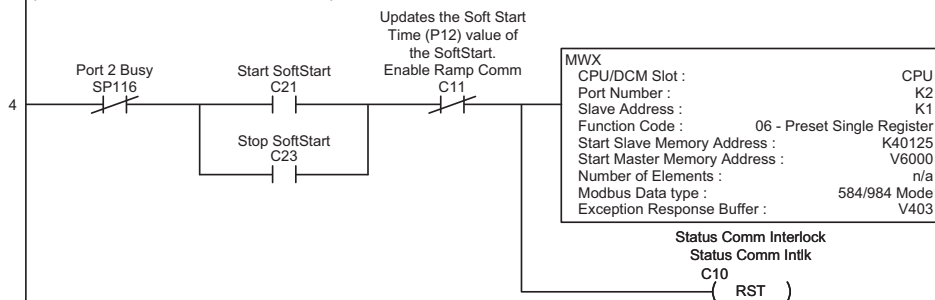 Updates the Soft Start
Time (P12) value of
the SoftStart.
Enable Ramp Comm
C11
Port 2 Busy
SP116
Start SoftStart
C21
Stop SoftStart
C23
4
MWX
CPU/DCM Slot : CPU
Port Number : K2
Slave Address : K1
Function Code : 06 - Preset Single Register
Start Slave Memory Address : K40125
Start Master Memory Address : V6000
Number of Elements : n/a
Modbus Data type : 584/984 Mode
Exception Response Buffer : V403
Status Comm Interlock
Status Comm Intlk
C10
RST